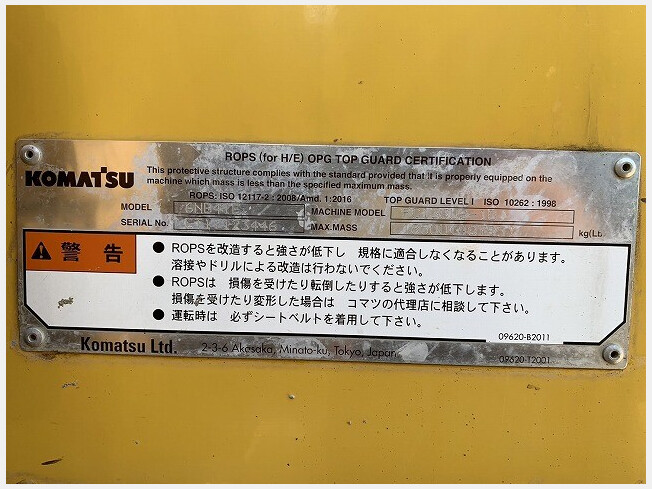 ROPS (for H/E) OPG TOP GUARD CERTIFICATION
KOMATSU
This protective structure complies with the standard provided that it is properly equipped on the
machine which mass is less than the specified maximum mass.
ROPS: ISO 12117-2 : 2008/Amd. 1:2016 TOP GUARD LEVEL I ISO 10262 : 1998
MODEL MACHINE MODEL
SERIAL No. MAX.MASS kg(Lb
警告
● ROPSを改造すると強さが低下し 規格に適合しなくなることがあります。
溶接やドリルによる改造は行わないでください。
● ROPSは 損傷を受けたり転倒したりすると強さが低下します。
損傷を受けたり変形した場合は コマツの代理店に相談して下さい。
● 運転時は 必ずシートベルトを着用して下さい。
09620-B2011
Komatsu Ltd. 2-3-6 Akasaka, Minato-ku, Tokyo, Japan
09620-T2001